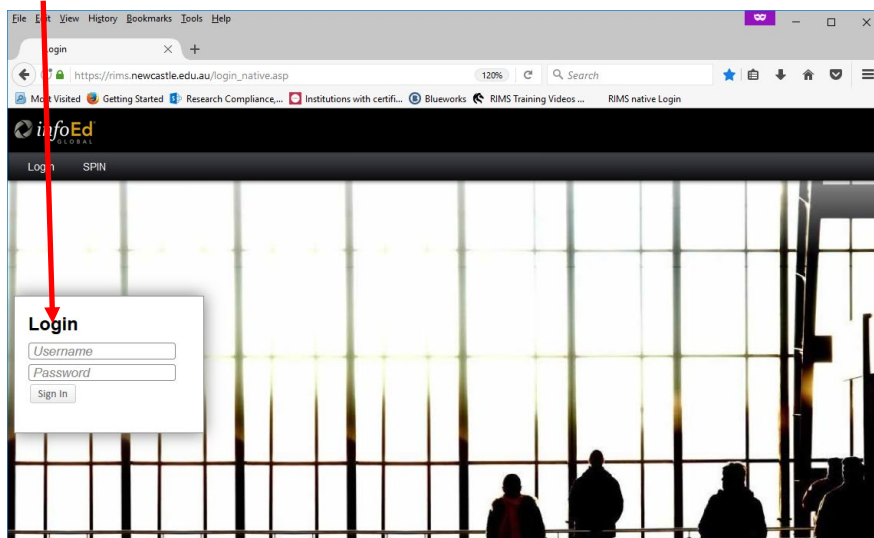 File Edit View History Bookmarks Tools Help
Login
https://rims.newcastle.edu.au/login_native.asp 120% Search
Most Visited Getting Started Research Compliance,... Institutions with certifi... Blueworks RIMS Training Videos ... RIMS native Login
infoEd
GLOBAL
Login SPIN
Login
Username
Password
Sign In